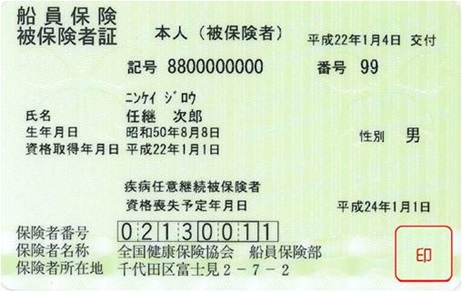 船員保険
被保険者証
本人（被保険者）
平成22年1月4日 交付
記号 8800000000 番号 99
ﾆﾝｹｲ ｼﾞﾛｳ
氏名 任継 次郎
生年月日 昭和50年8月8日 性別 男
資格取得年月日 平成22年1月1日
疾病任意継続被保険者
資格喪失予定年月日 平成24年1月1日
保険者番号 02130011
保険者名称 全国健康保険協会 船員保険部
保険者所在地 千代田区富士見2-7-2
印